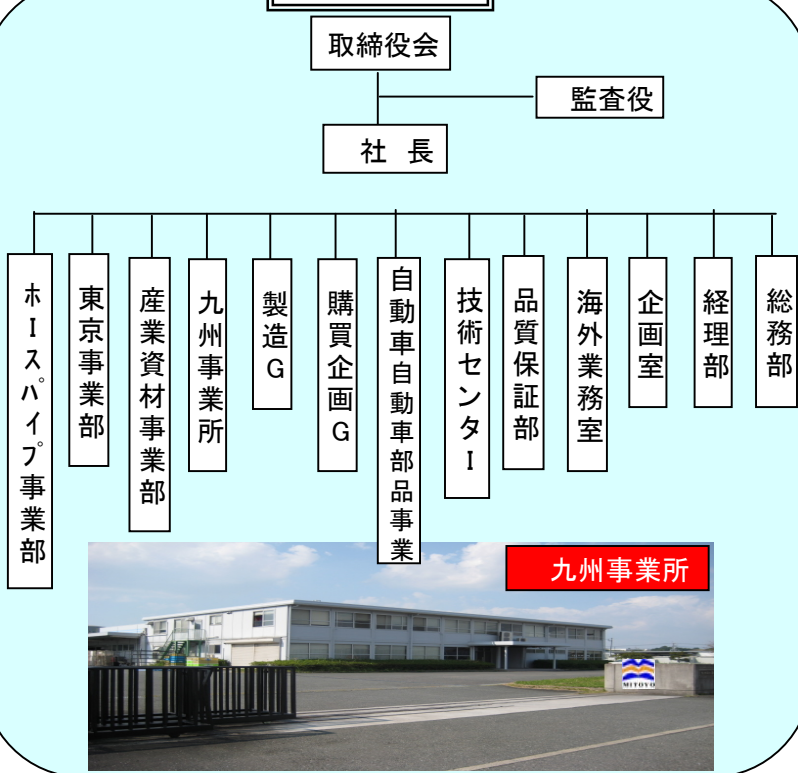 取締役会
監査役
社 長
ホースパイプ事業部
東京事業部
産業資材事業部
九州事業所
製造G
購買企画G
自動車自動車部品事業
技術センター
品質保証部
海外業務室
企画室
経理部
総務部
九州事業所
MITOYO